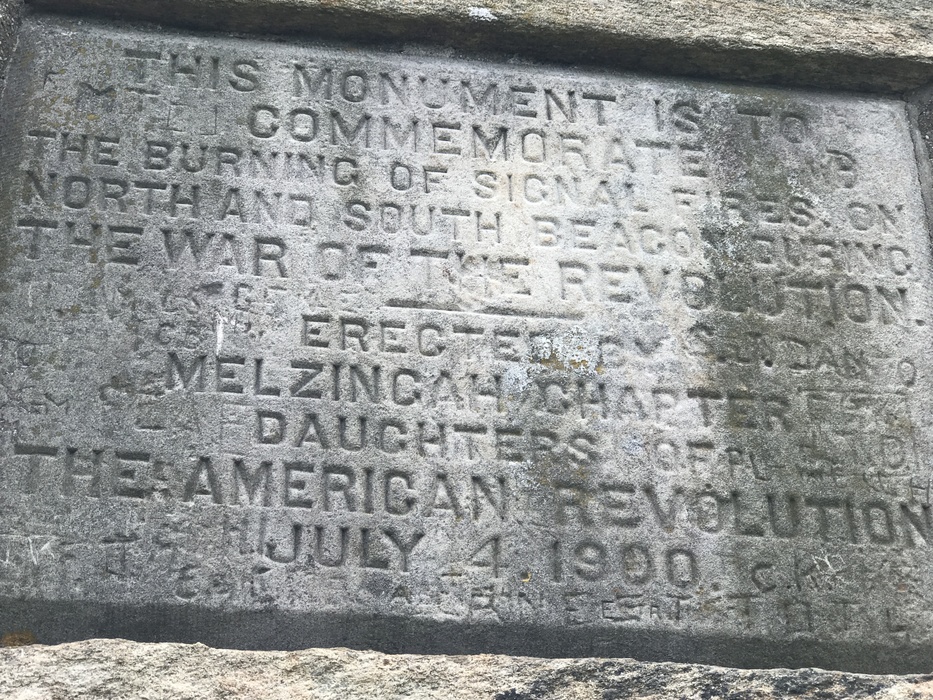 THIS MONUMENT IS TO
COMMEMORATE
THE BURNING OF SIGNAL FIRES ON
NORTH AND SOUTH BEACON DURING
THE WAR OF THE REVOLUTION.
ERECTED BY
MELZINGAH CHAPTER
DAUGHTERS OF
THE AMERICAN REVOLUTION
JULY 4 1900